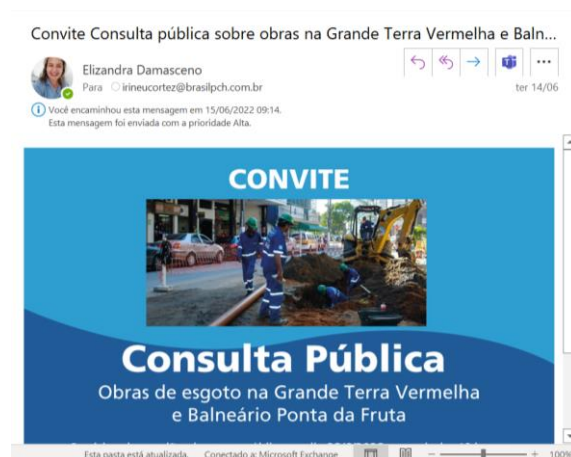 Convite Consulta pública sobre obras na Grande Terra Vermelha e Baln...
Elizandra Damasceno
Para irineucortez@brasilpch.com.br
ter 14/06
Você encaminhou esta mensagem em 15/06/2022 09:14.
Esta mensagem foi enviada com a prioridade Alta.
CONVITE
Consulta Pública
Obras de esgoto na Grande Terra Vermelha
e Balneário Ponta da Fruta
Esta pasta está atualizada. Conectado a: Microsoft Exchange
100%